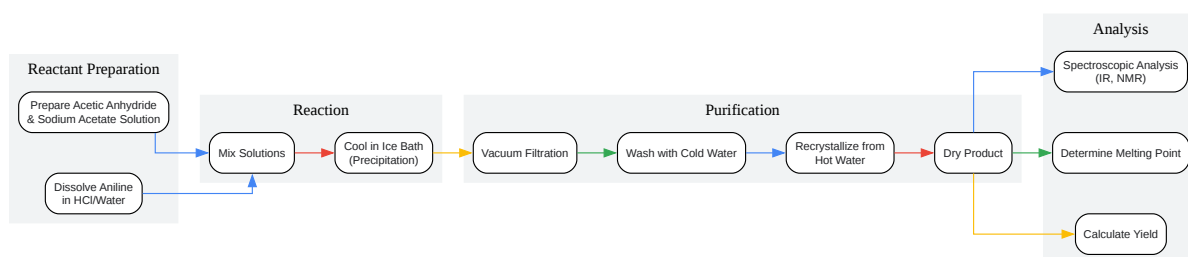 Reactant Preparation
Prepare Acetic Anhydride
& Sodium Acetate Solution
Dissolve Aniline
in HCl/Water
Reaction
Mix Solutions
Cool in Ice Bath
(Precipitation)
Purification
Vacuum Filtration
Wash with Cold Water
Recrystallize from
Hot Water
Dry Product
Analysis
Spectroscopic Analysis
(IR, NMR)
Determine Melting Point
Calculate Yield